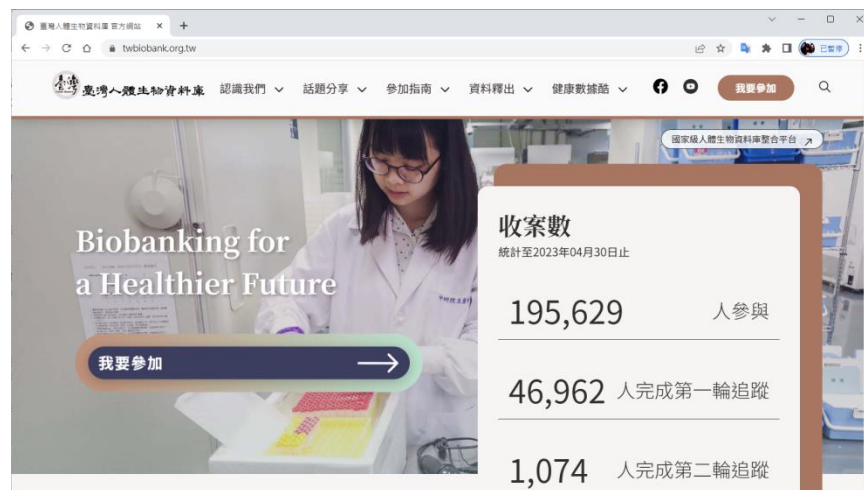 臺灣人體生物資料庫 官方網站
twbiobank.org.tw
已暫停
臺灣
臺灣人體生物資料庫
認識我們
話題分享
參加指南
資料釋出
健康數據酷
我要參加
國家級人體生物資料庫整合平台
Biobanking for
a Healthier Future
我要參加
收案數
統計至2023年04月30日止
195,629 人參與
46,962 人完成第一輪追蹤
1,074 人完成第二輪追蹤